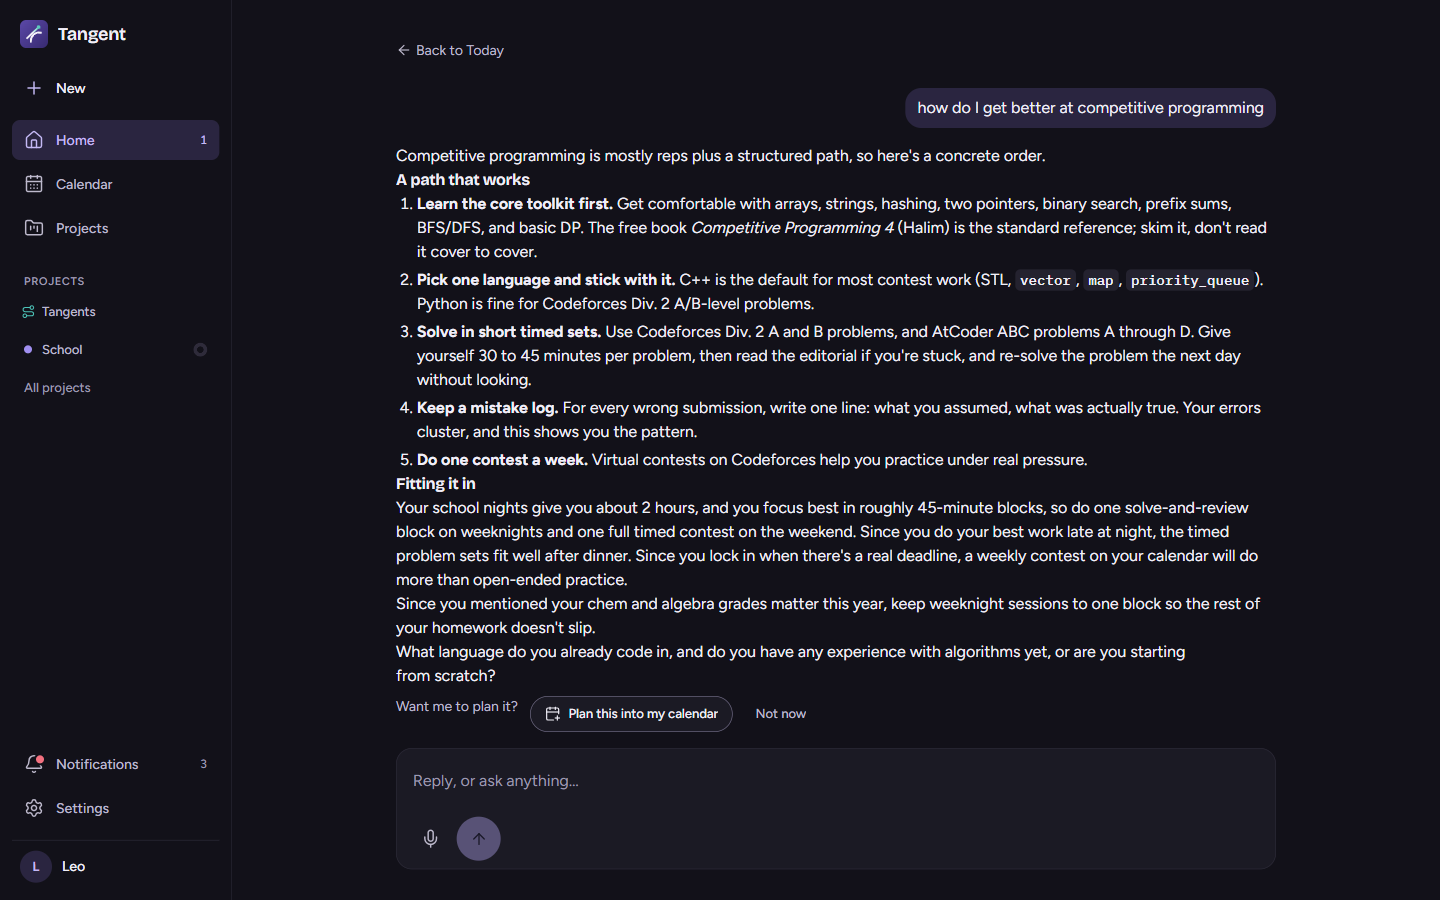 Tangent
New
Home 1
Calendar
Projects
PROJECTS
Tangents
School
All projects
Notifications 3
Settings
L Leo
Back to Today
how do I get better at competitive programming
Competitive programming is mostly reps plus a structured path, so here's a concrete order.
A path that works
1. Learn the core toolkit first. Get comfortable with arrays, strings, hashing, two pointers, binary search, prefix sums,
BFS/DFS, and basic DP. The free book Competitive Programming 4 (Halim) is the standard reference; skim it, don't read
it cover to cover.
2. Pick one language and stick with it. C++ is the default for most contest work (STL, vector, map, priority_queue).
Python is fine for Codeforces Div. 2 A/B-level problems.
3. Solve in short timed sets. Use Codeforces Div. 2 A and B problems, and AtCoder ABC problems A through D. Give
yourself 30 to 45 minutes per problem, then read the editorial if you're stuck, and re-solve the problem the next day
without looking.
4. Keep a mistake log. For every wrong submission, write one line: what you assumed, what was actually true. Your errors
cluster, and this shows you the pattern.
5. Do one contest a week. Virtual contests on Codeforces help you practice under real pressure.
Fitting it in
Your school nights give you about 2 hours, and you focus best in roughly 45-minute blocks, so do one solve-and-review
block on weeknights and one full timed contest on the weekend. Since you do your best work late at night, the timed
problem sets fit well after dinner. Since you lock in when there's a real deadline, a weekly contest on your calendar will do
more than open-ended practice.
Since you mentioned your chem and algebra grades matter this year, keep weeknight sessions to one block so the rest of
your homework doesn't slip.
What language do you already code in, and do you have any experience with algorithms yet, or are you starting
from scratch?
Want me to plan it? Plan this into my calendar Not now
Reply, or ask anything...